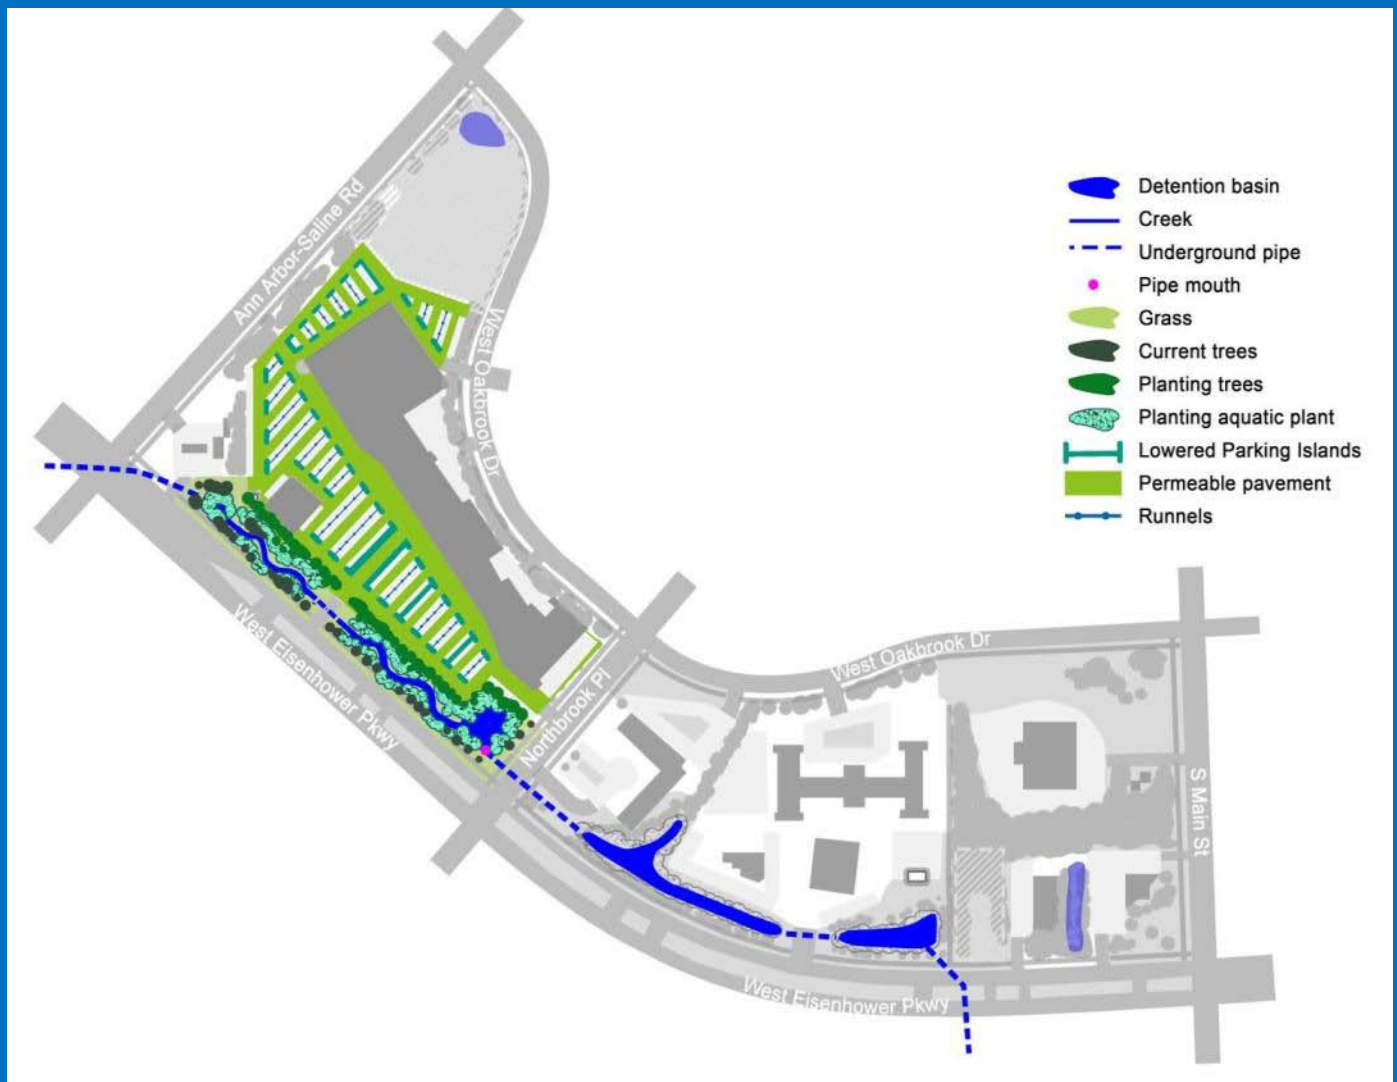 Ann Arbor-Saline Rd
West Oakbrook Dr
West Eisenhower Pkwy
Northbrook Pl
West Oakbrook Dr
S Main St
West Eisenhower Pkwy
Detention basin
Creek
Underground pipe
Pipe mouth
Grass
Current trees
Planting trees
Planting aquatic plant
Lowered Parking Islands
Permeable pavement
Runnels